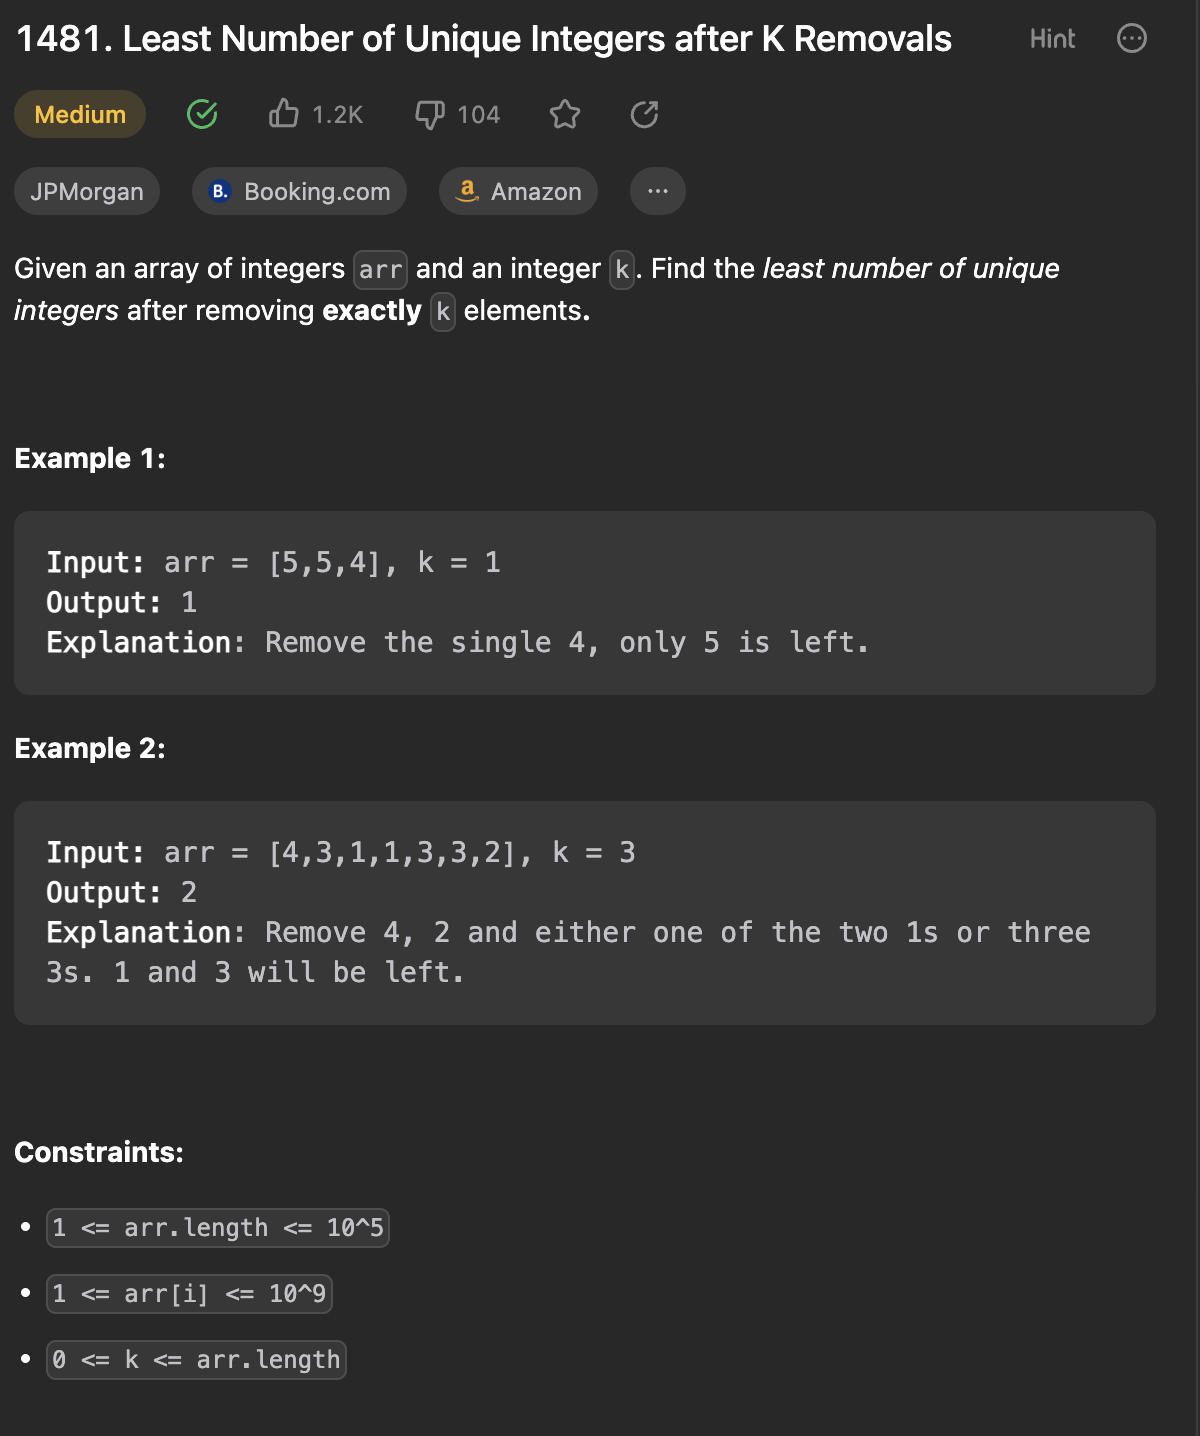 1481. Least Number of Unique Integers after K Removals Hint
Medium 1.2K 104
JPMorgan B. Booking.com a Amazon ...
Given an array of integers arr and an integer k. Find the least number of unique
integers after removing exactly k elements.
Example 1:
Input: arr = [5,5,4], k = 1
Output: 1
Explanation: Remove the single 4, only 5 is left.
Example 2:
Input: arr = [4,3,1,1,3,3,2], k = 3
Output: 2
Explanation: Remove 4, 2 and either one of the two 1s or three
3s. 1 and 3 will be left.
Constraints:
• 1 <= arr.length <= 10^5
• 1 <= arr[i] <= 10^9
• 0 <= k <= arr.length